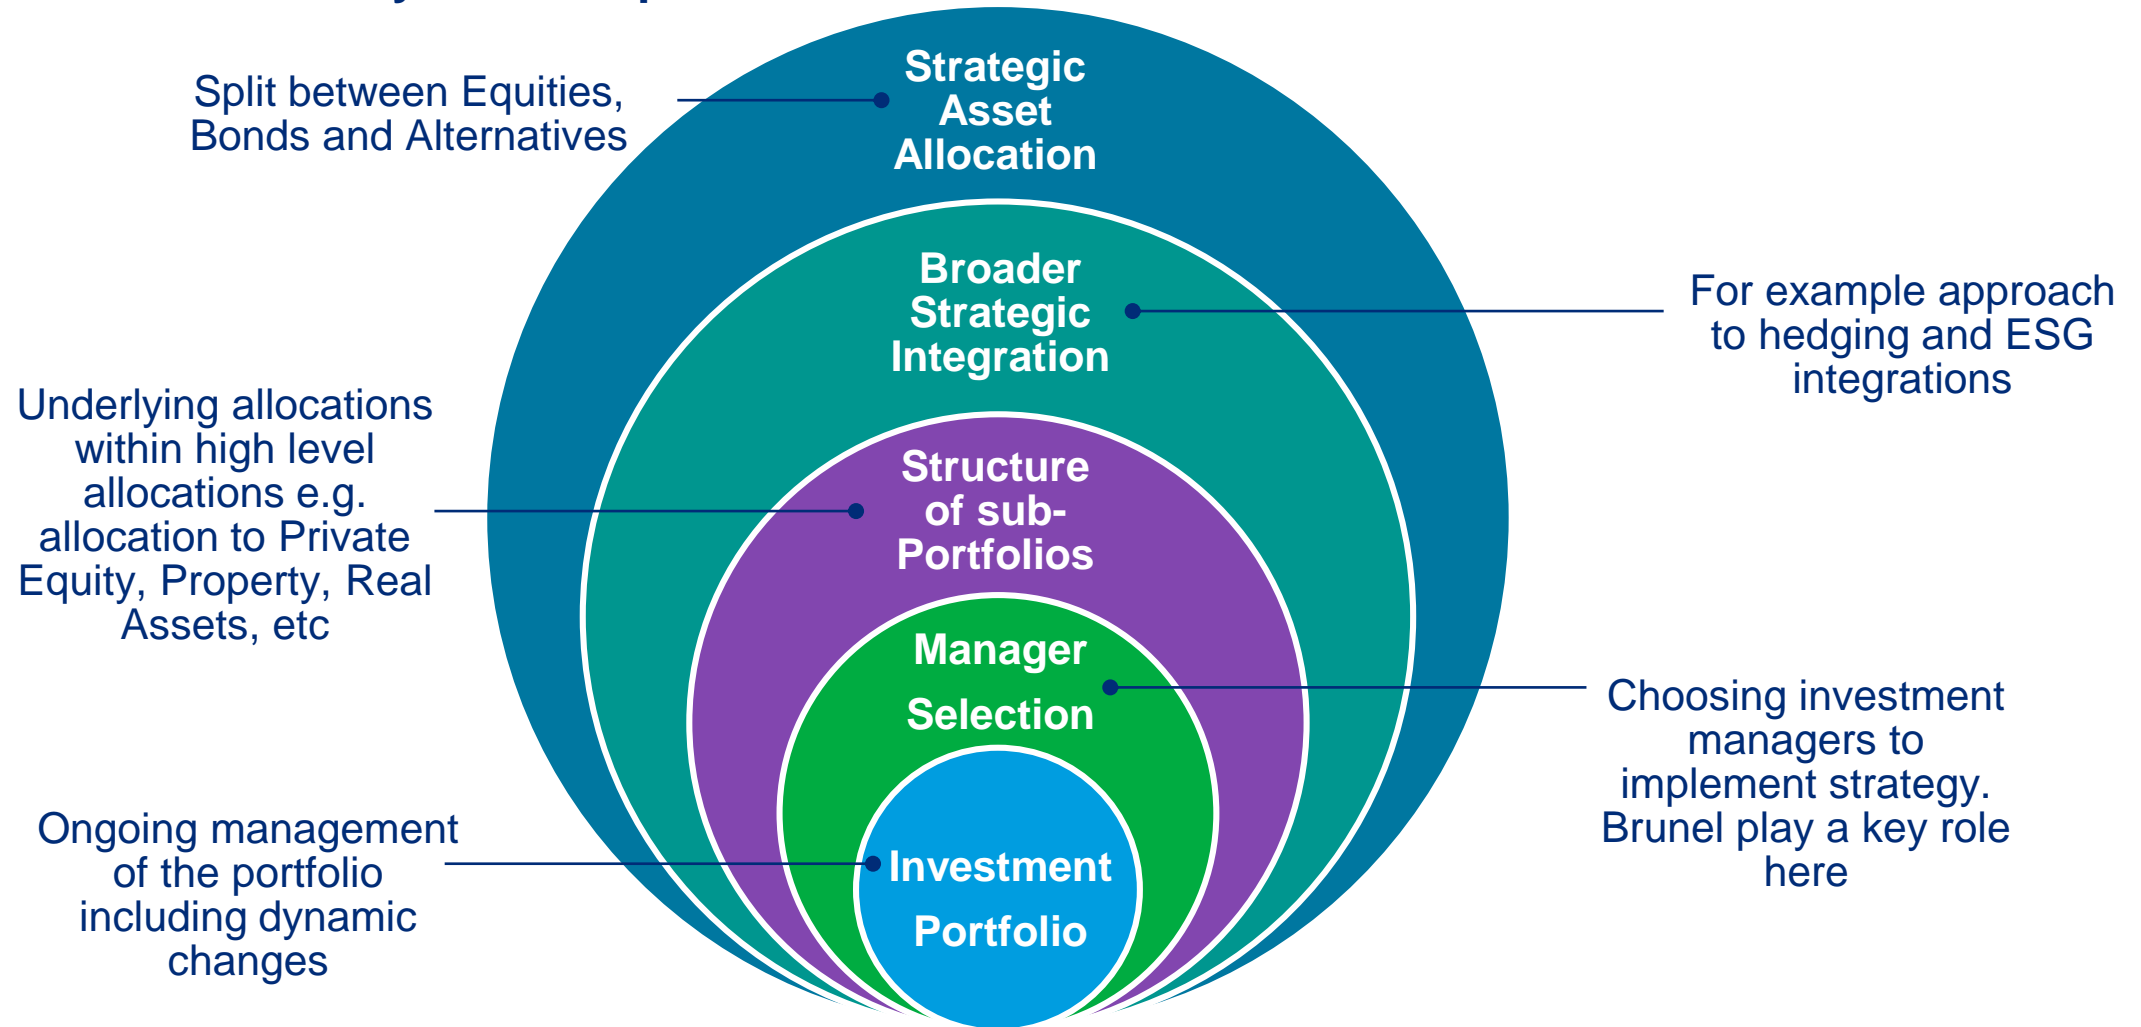 Split between Equities,
Bonds and Alternatives
Strategic
Asset
Allocation
Broader
Strategic
Integration
For example approach
to hedging and ESG
integrations
Underlying allocations
within high level
allocations e.g.
allocation to Private
Equity, Property, Real
Assets, etc
Structure
of sub-
Portfolios
Manager
Selection
Choosing investment
managers to
implement strategy.
Brunel play a key role
here
Ongoing management
of the portfolio
including dynamic
changes
Investment
Portfolio